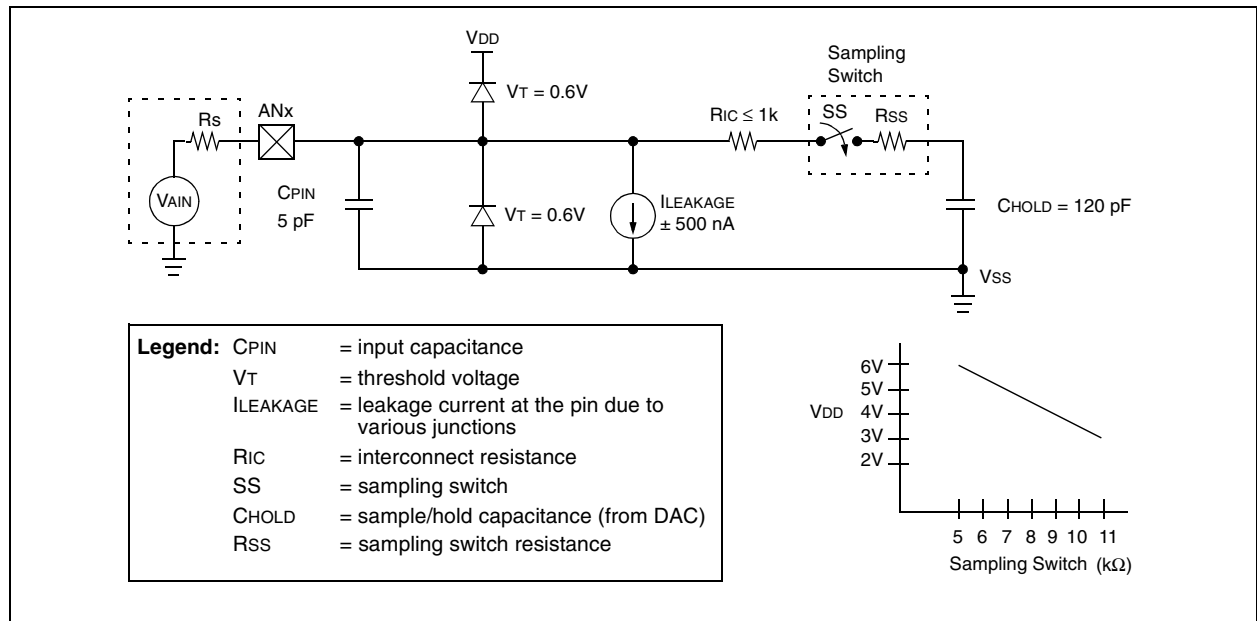 VDD
Sampling
Switch
VT = 0.6V
ANx
RIC ≤ 1k
SS
RSS
Rs
VAIN
CPIN
5 pF
VT = 0.6V
ILEAKAGE
± 500 nA
CHOLD = 120 pF
VSS
Legend: CPIN = input capacitance
VT = threshold voltage
ILEAKAGE = leakage current at the pin due to
various junctions
RIC = interconnect resistance
SS = sampling switch
CHOLD = sample/hold capacitance (from DAC)
RSS = sampling switch resistance
6V
5V
VDD 4V
3V
2V
5 6 7 8 9 10 11
Sampling Switch (kΩ)